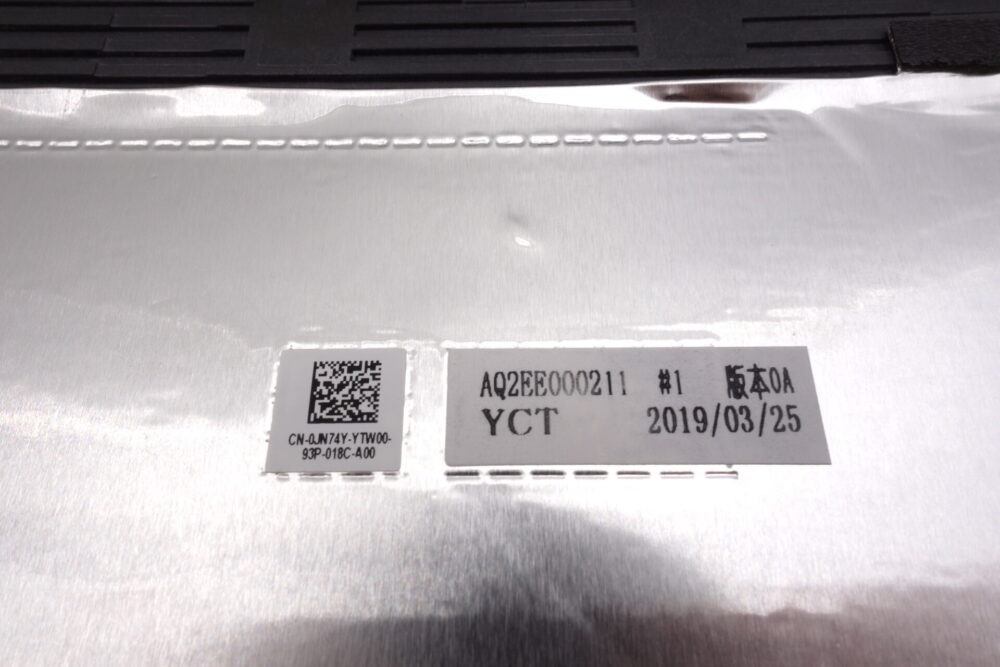 CN-0JN74Y-YTW00-
93P-018C-A00
AQ2EE000211 #1 版本0A
YCT 2019/03/25